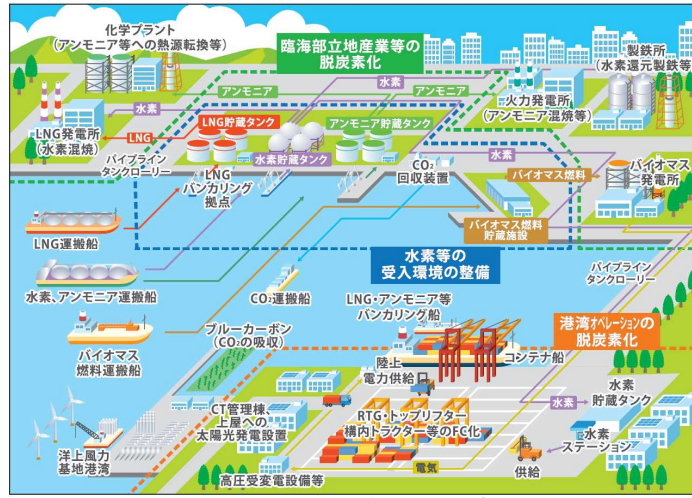 化学プラント
(アンモニア等への熱源転換等)
臨海部立地産業等の
脱炭素化
製鉄所
(水素還元製鉄等)
水素
アンモニア
アンモニア
火力発電所
(アンモニア混焼等)
LNG発電所
(水素混焼)
LNG
LNG貯蔵タンク
水素貯蔵タンク
アンモニア貯蔵タンク
水素
パイプライン
タンクローリー
LNG
バンカリング
拠点
CO2
回収装置
バイオマス燃料
バイオマス
発電所
バイオマス燃料
貯蔵施設
LNG運搬船
水素等の
受入環境の整備
パイプライン
タンクローリー
水素、アンモニア運搬船
CO2運搬船
LNG・アンモニア等
バンカリング船
バイオマス
燃料運搬船
ブルーカーボン
(CO2の吸収)
港湾オペレーションの
脱炭素化
コンテナ船
陸上
電力供給
水素
貯蔵タンク
水素
CT管理棟、
上屋への
太陽光発電設置
RTG・トップリフター
構内トラクター等のFC化
水素
ステーション
洋上風力
基地港湾
電気
供給
高圧受変電設備等